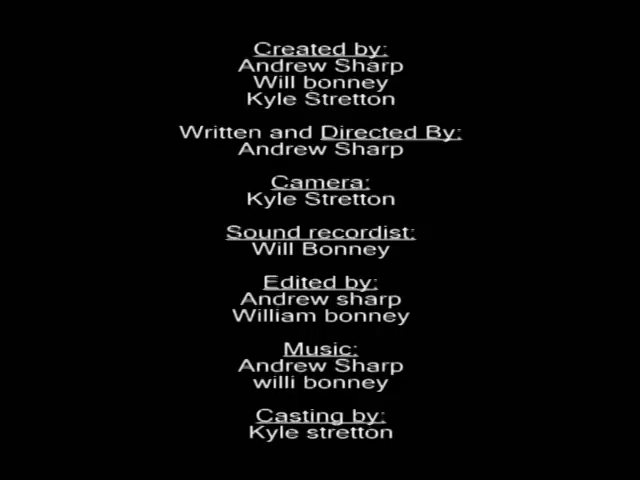 Created by:
Andrew Sharp
Will bonney
Kyle Stretton
Written and Directed By:
Andrew Sharp
Camera:
Kyle Stretton
Sound recordist:
Will Bonney
Edited by:
Andrew sharp
William bonney
Music:
Andrew Sharp
willi bonney
Casting by:
Kyle stretton